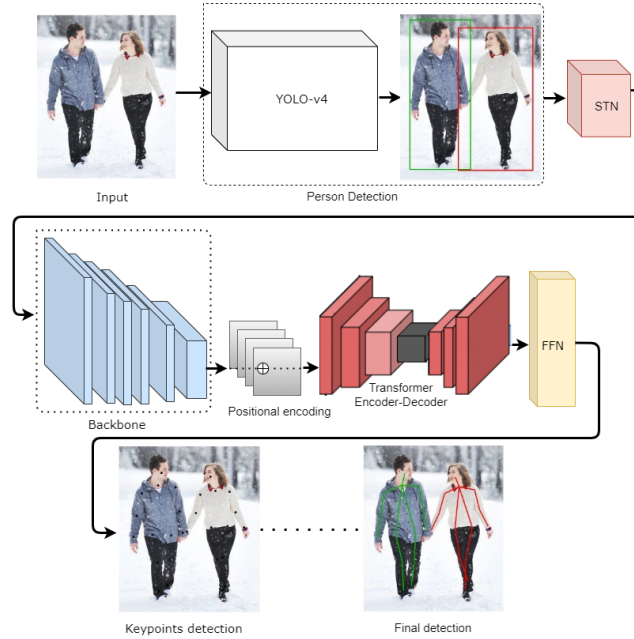 YOLO-v4
STN
Input
Person Detection
FFN
Positional encoding
Transformer
Encoder-Decoder
Backbone
Keypoints detection
Final detection